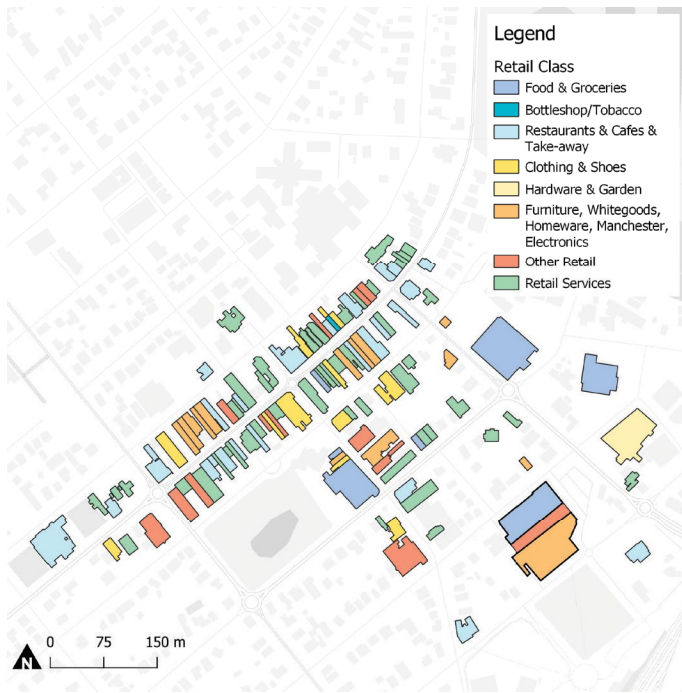 Legend
Retail Class
Food & Groceries
Bottleshop/Tobacco
Restaurants & Cafes &
Take-away
Clothing & Shoes
Hardware & Garden
Furniture, Whitegoods,
Homeware, Manchester,
Electronics
Other Retail
Retail Services
0 75 150 m
N